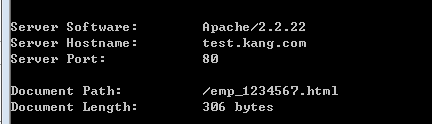 Server Software: Apache/2.2.22
Server Hostname: test.kang.com
Server Port: 80
Document Path: /emp_1234567.html
Document Length: 306 bytes